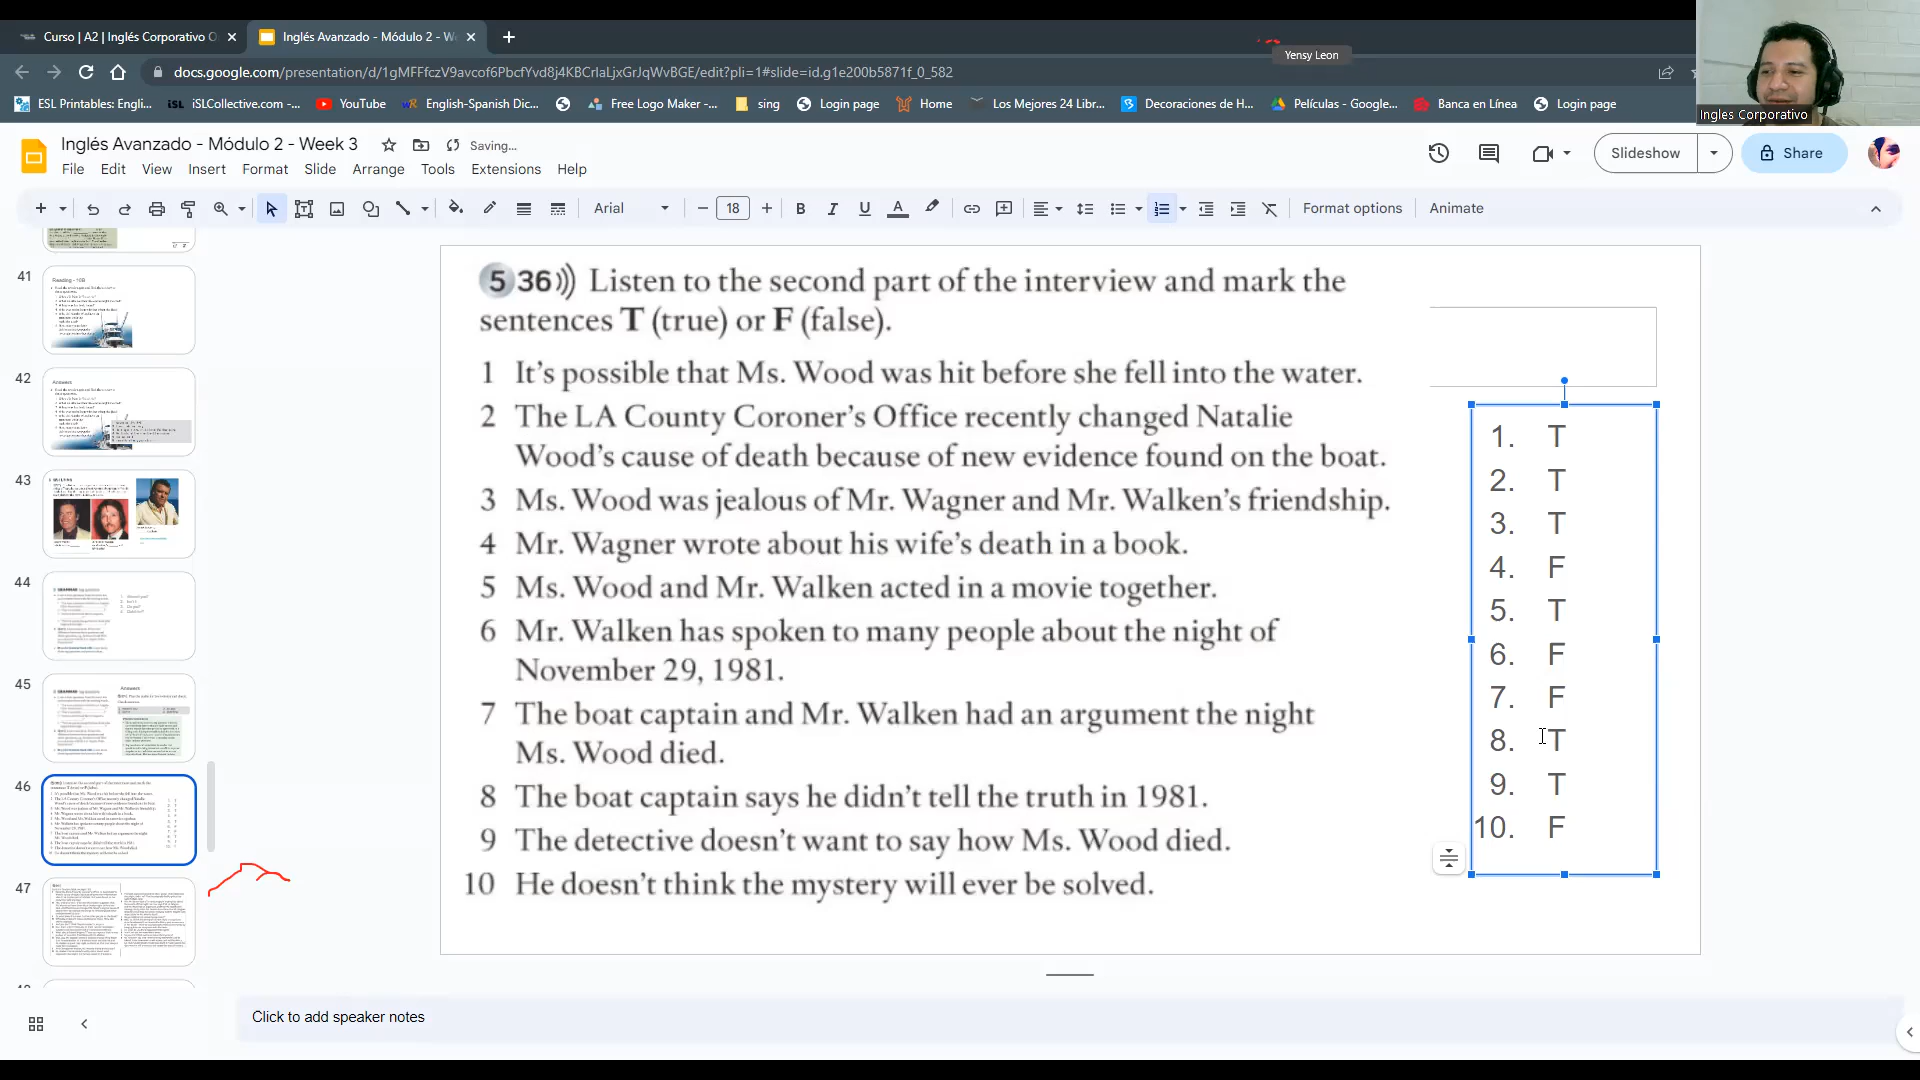 Curso | A2 | Inglés Corporativo O
Inglés Avanzado - Módulo 2 - We
Yensy Leon
docs.google.com/presentation/d/1gMFFfczV9avcof6PbcfYvd8j4KBCrIaLjxGrJqWvBGE/edit?pli=1#slide=id.g1e200b5871f_0_582
ESL Printables: Engli...
iSL
iSLCollective.com -...
YouTube
English-Spanish Dic...
Free Logo Maker -...
sing
Login page
Home
Los Mejores 24 Libr...
Decoraciones de H...
Películas - Google...
Banca en Línea
Login page
Ingles Corporativo
Inglés Avanzado - Módulo 2 - Week 3
Saving...
File Edit View Insert Format Slide Arrange Tools Extensions Help
Slideshow
Share
Arial
18
B I U A
Format options
Animate
41
42
43
44
45
46
47
5 36 Listen to the second part of the interview and mark the
sentences T (true) or F (false).
1 It's possible that Ms. Wood was hit before she fell into the water.
2 The LA County Coroner's Office recently changed Natalie
Wood's cause of death because of new evidence found on the boat.
3 Ms. Wood was jealous of Mr. Wagner and Mr. Walken's friendship.
4 Mr. Wagner wrote about his wife's death in a book.
5 Ms. Wood and Mr. Walken acted in a movie together.
6 Mr. Walken has spoken to many people about the night of
November 29, 1981.
7 The boat captain and Mr. Walken had an argument the night
Ms. Wood died.
8 The boat captain says he didn't tell the truth in 1981.
9 The detective doesn't want to say how Ms. Wood died.
10 He doesn't think the mystery will ever be solved.
1. T
2. T
3. T
4. F
5. T
6. F
7. F
8. T
9. T
10. F
Click to add speaker notes